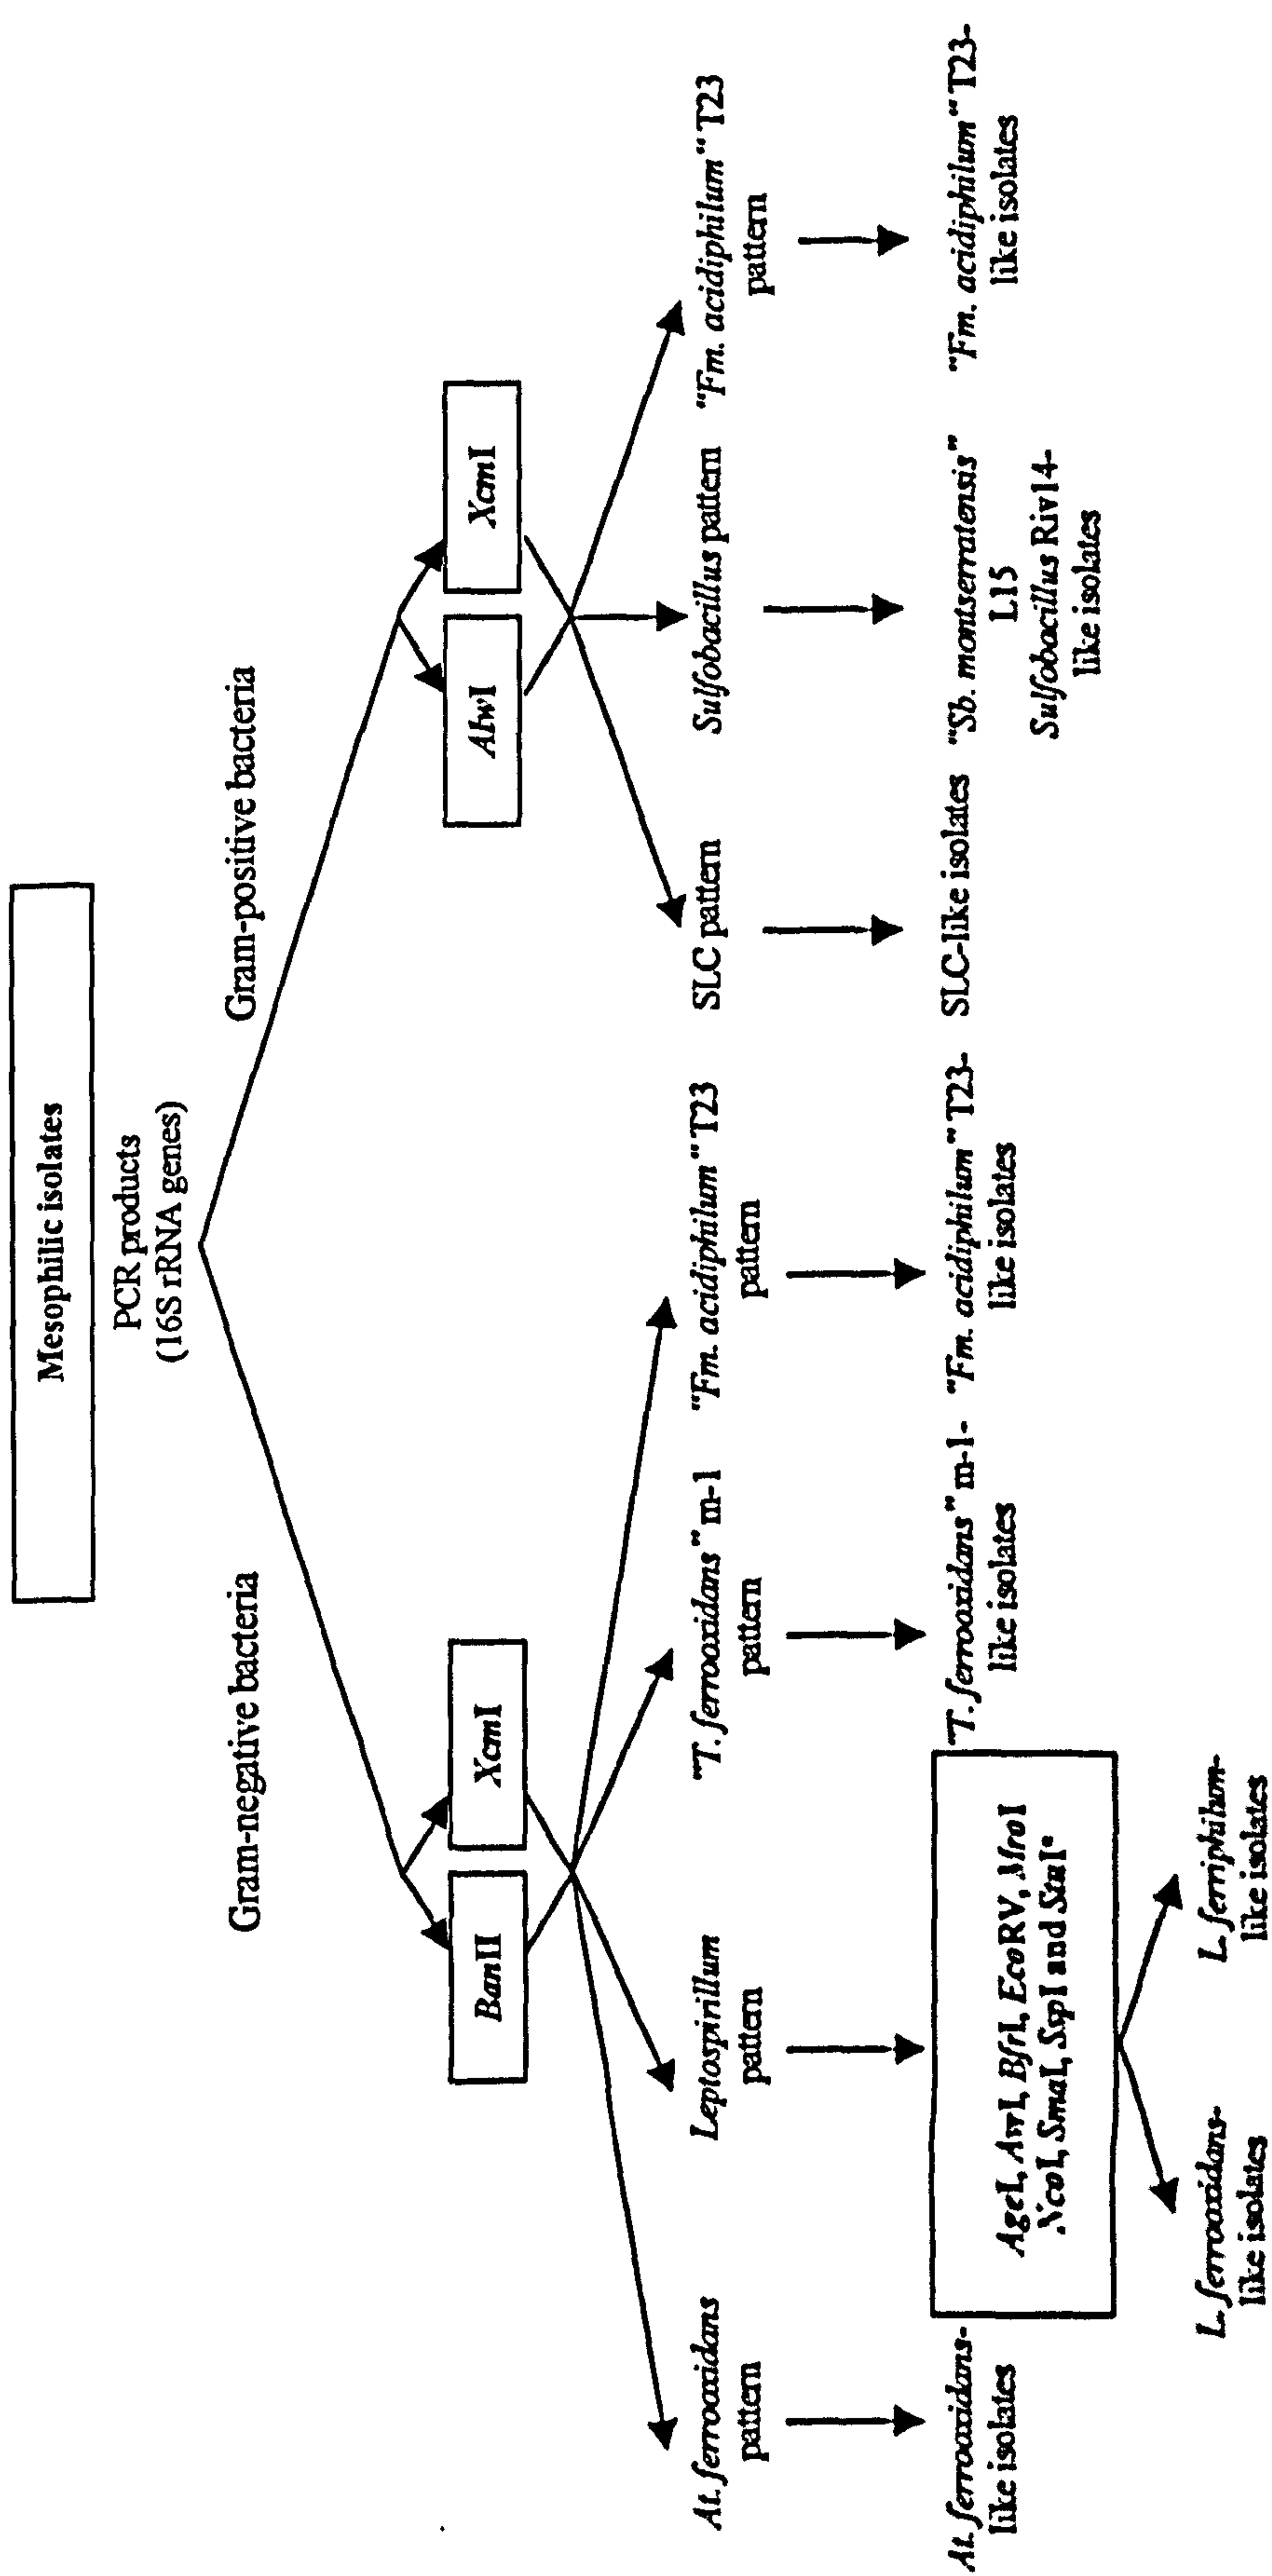 Mesophilic isolates
PCR products
(16S rRNA genes)
Gram-negative bacteria
Gram-positive bacteria
BanII
XcmI
AlwI
XcmI
At. ferrooxidans
pattern
Leptospirillum
pattern
"T. ferrooxidans" m-1
pattern
"Fm. acidiphilum" T23
pattern
SLC pattern
Sulfobacillus pattern
"Fm. acidiphilum" T23
pattern
At. ferrooxidans-
like isolates
AgeI, AvrI, BfrI, EcoRV, MroI
NcoI, SmaI, SspI and StuI*
"T. ferrooxidans" m-1-
like isolates
"Fm. acidiphilum" T23-
like isolates
SLC-like isolates
"Sb. montserratensis"
L15
Sulfobacillus Riv14-
like isolates
"Fm. acidiphilum" T23-
like isolates
L. ferrooxidans-
like isolates
L. ferriphilum-
like isolates